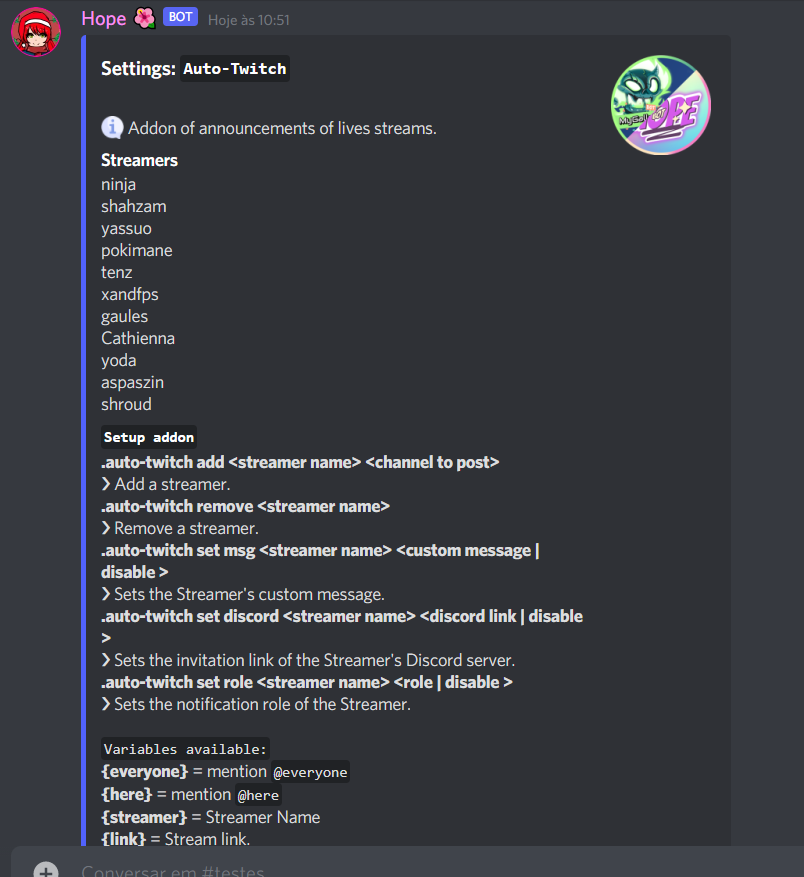 Hope BOT Hoje às 10:51
Settings: Auto-Twitch
Addon of announcements of lives streams.
Streamers
ninja
shahzam
yassuo
pokimane
tenz
xandfps
gaules
Cathienna
yoda
aspaszin
shroud
Setup addon
.auto-twitch add <streamer name> <channel to post>
❯ Add a streamer.
.auto-twitch remove <streamer name>
❯ Remove a streamer.
.auto-twitch set msg <streamer name> <custom message |
disable >
❯ Sets the Streamer's custom message.
.auto-twitch set discord <streamer name> <discord link | disable
>
❯ Sets the invitation link of the Streamer's Discord server.
.auto-twitch set role <streamer name> <role | disable >
❯ Sets the notification role of the Streamer.
Variables available:
{everyone} = mention @everyone
{here} = mention @here
{streamer} = Streamer Name
{link} = Stream link.
Conversar em #testes